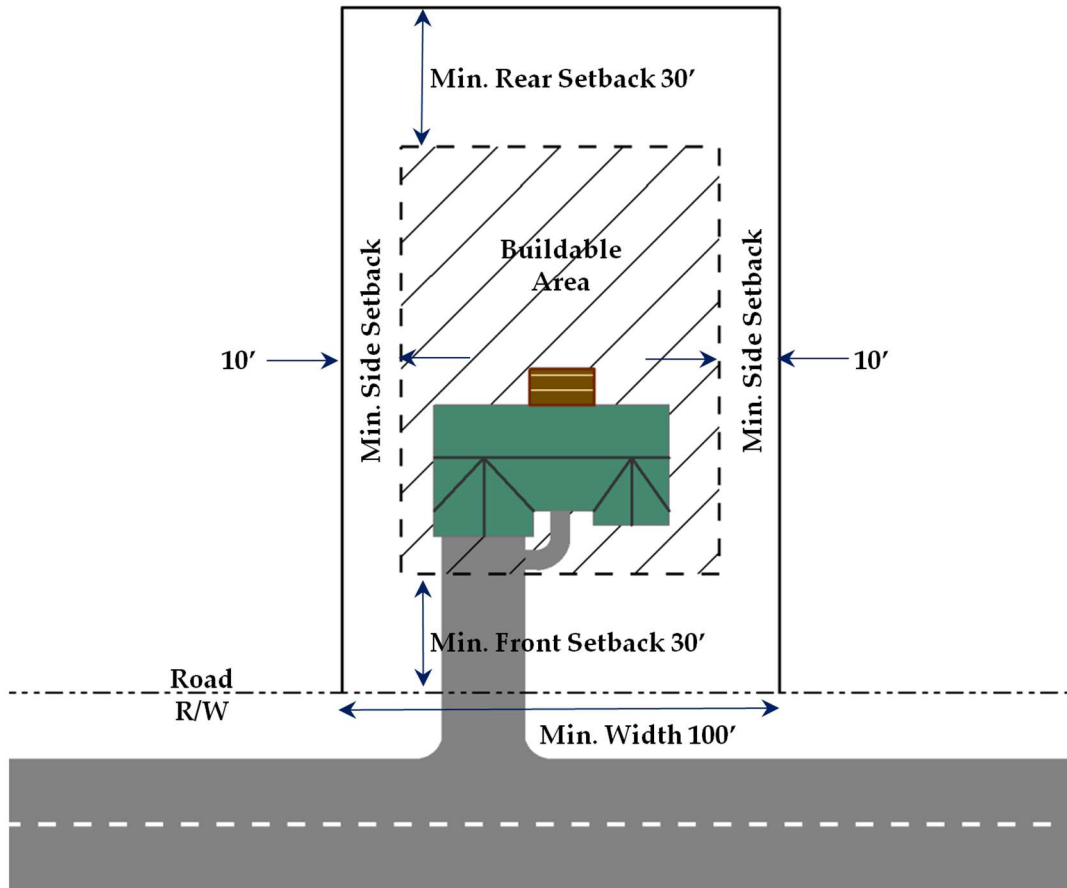 Min. Rear Setback 30’
Buildable
Area
Min. Side Setback
Min. Side Setback
10’
10’
Min. Front Setback 30’
Road
R/W
Min. Width 100’